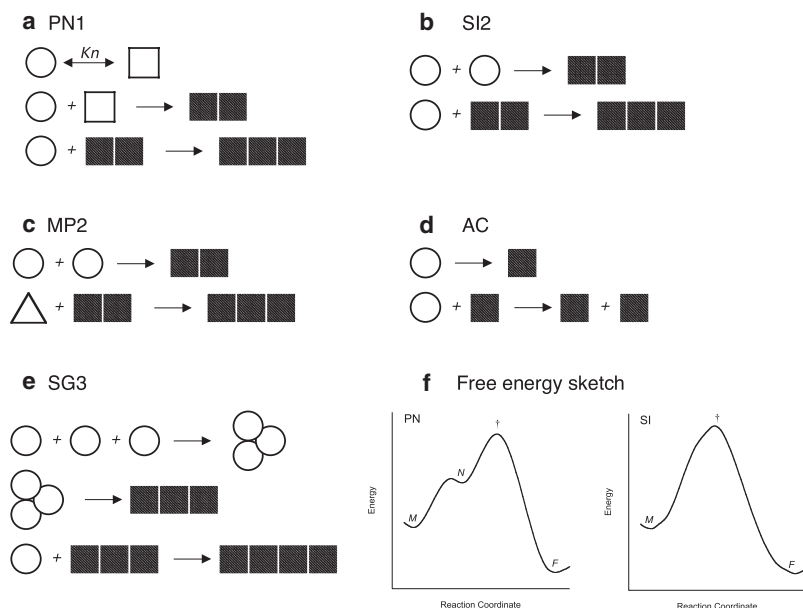 a PN1
Kn
+
+
b SI2
+
+
c MP2
+
+
d AC
+ +
e SG3
+ +
+
f Free energy sketch
PN
†
N
M
F
Energy
Reaction Coordinate
SI
†
M
F
Energy
Reaction Coordinate